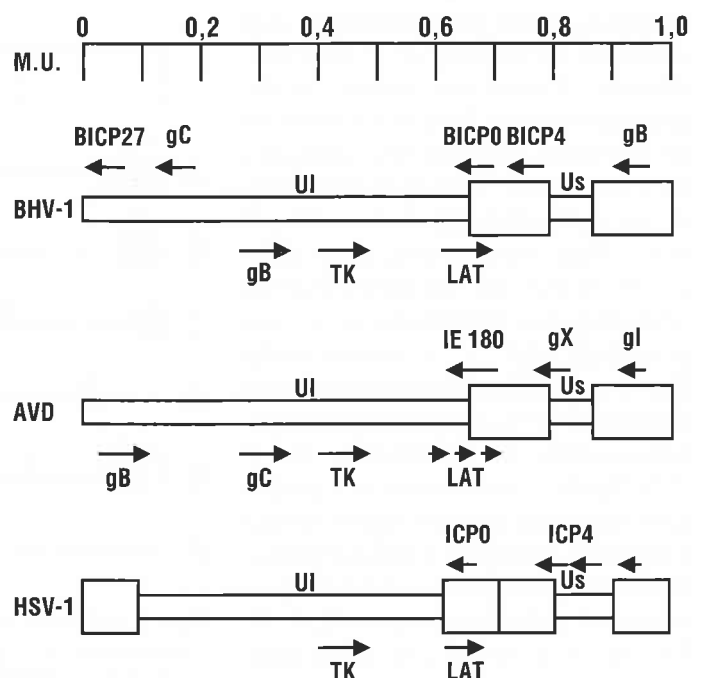 0 0,2 0,4 0,6 0,8 1,0
M.U.
BICP27 gC BICP0 BICP4 gB
Ul Us
BHV-1
gB TK LAT
IE 180 gX gI
Ul Us
AVD
gB gC TK LAT
ICP0 ICP4
Ul Us
HSV-1
TK LAT